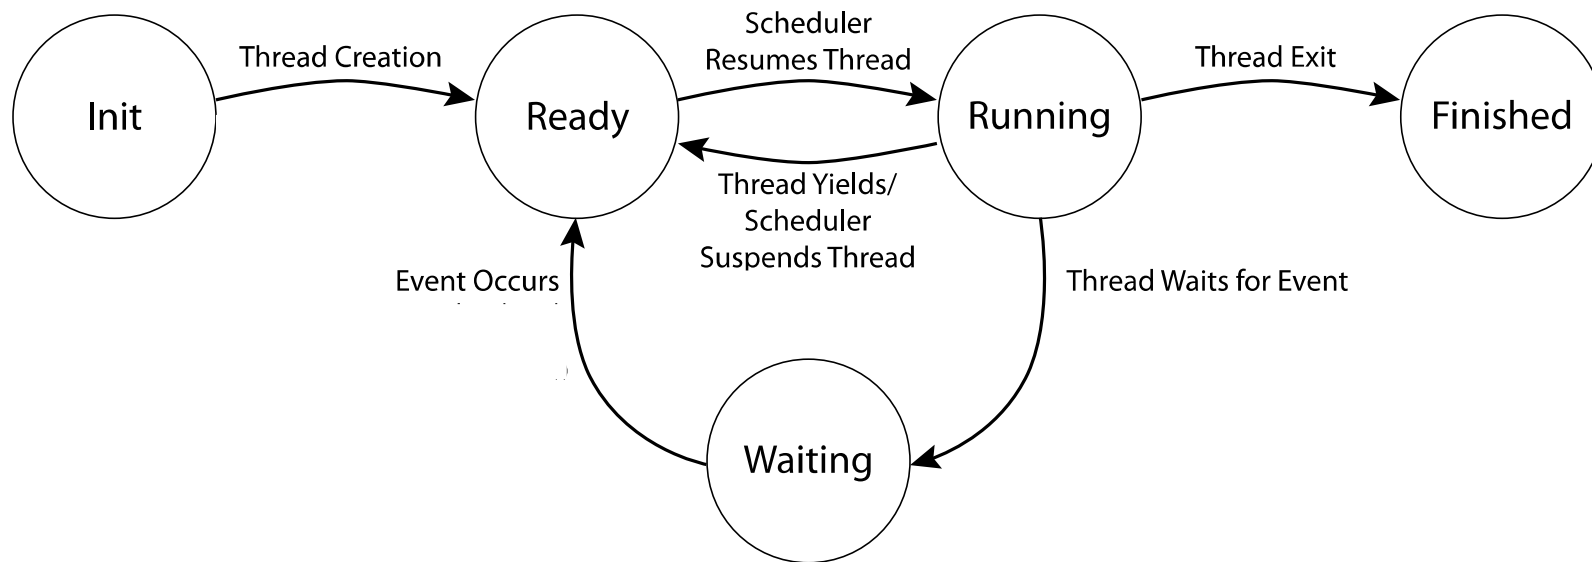 Thread Creation
Scheduler
Resumes Thread
Thread Exit
Init
Ready
Running
Finished
Thread Yields/
Scheduler
Suspends Thread
Event Occurs
Thread Waits for Event
Waiting